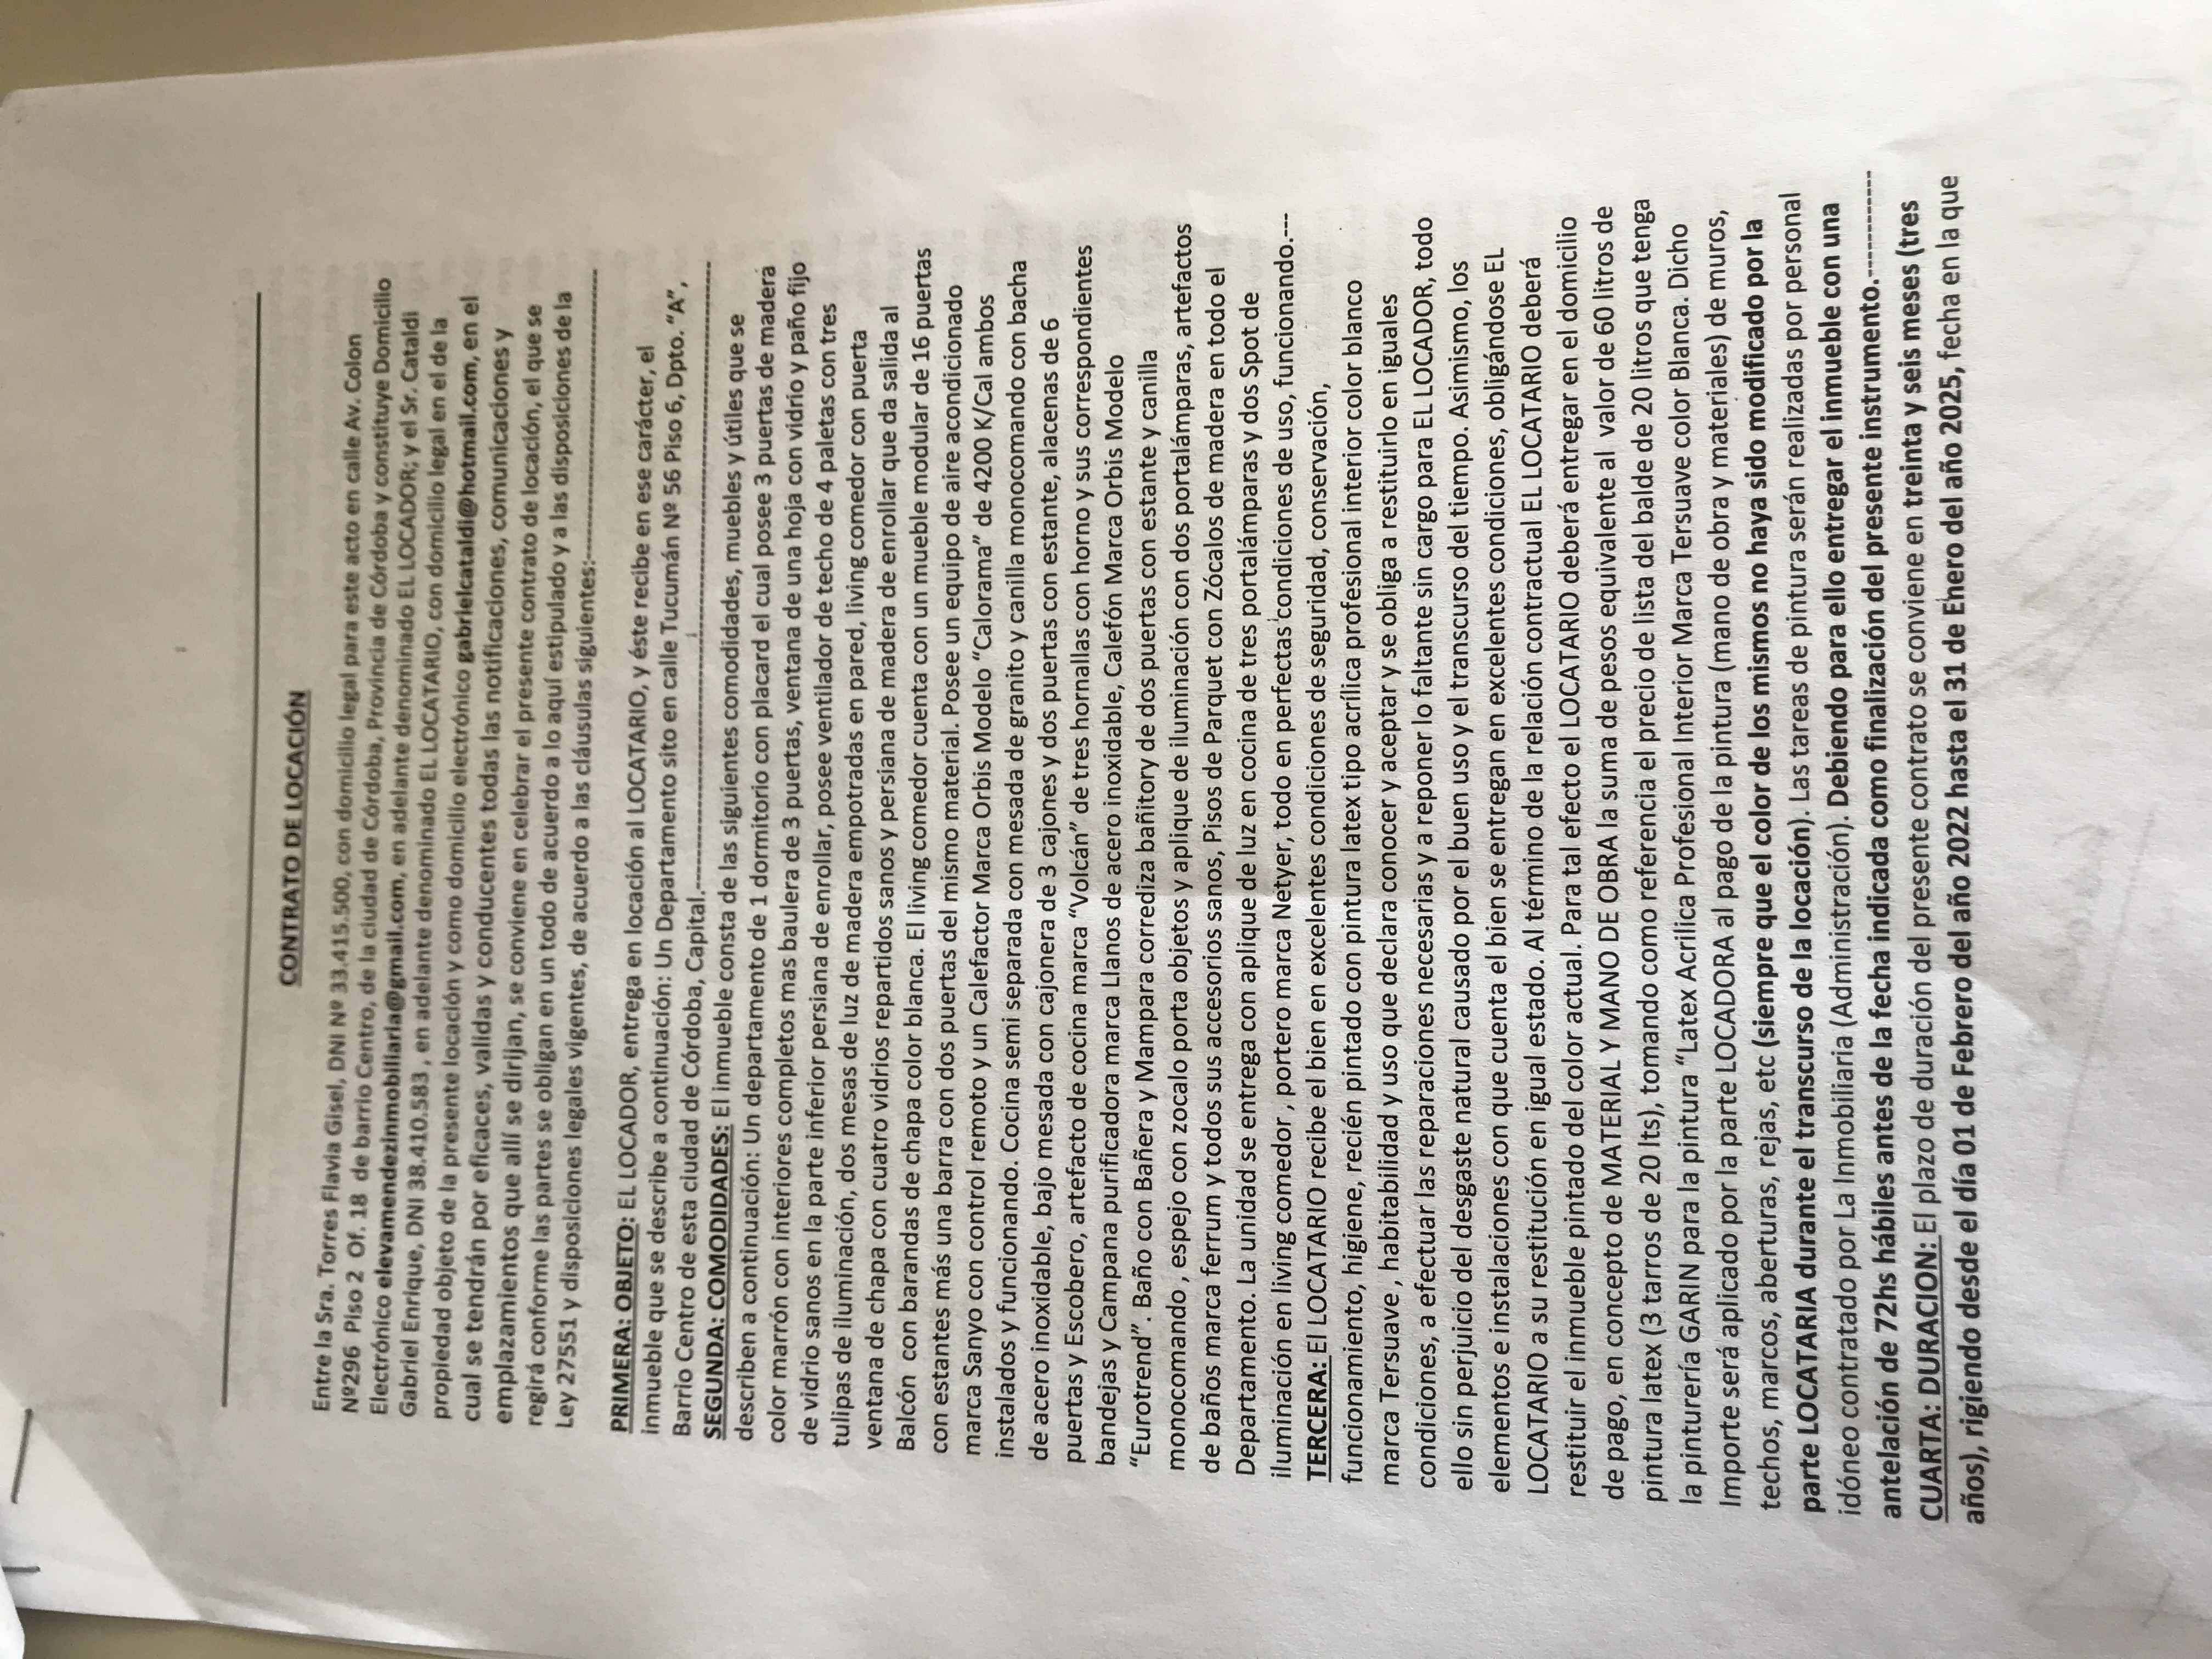 CONTRATO DE LOCACIÓN
Entre la Sra. Torres Flavia Gisel, DNI Nº 33.415.500, con domicilio legal para este acto en calle Av. Colon
Nº296 Piso 2 Of. 18 de barrio Centro, de la ciudad de Córdoba, Provincia de Córdoba y constituye Domicilio
Electrónico elevamendezinmobiliaria@gmail.com, en adelante denominado EL LOCADOR; y el Sr. Cataldi
Gabriel Enrique, DNI 38.410.583 , en adelante denominado EL LOCATARIO, con domicilio legal en el de la
propiedad objeto de la presente locación y como domicilio electrónico gabrielcataldi@hotmail.com, en el
cual se tendrán por eficaces, validas y conducentes todas las notificaciones, comunicaciones y
emplazamientos que allí se dirijan, se conviene en celebrar el presente contrato de locación, el que se
regirá conforme las partes se obligan en un todo de acuerdo a lo aquí estipulado y a las disposiciones de la
Ley 27551 y disposiciones legales vigentes, de acuerdo a las cláusulas siguientes:-----------------------------------
PRIMERA: OBJETO: EL LOCADOR, entrega en locación al LOCATARIO, y éste recibe en ese carácter, el
inmueble que se describe a continuación: Un Departamento sito en calle Tucumán Nº 56 Piso 6, Dpto. “A”,
Barrio Centro de esta ciudad de Córdoba, Capital.---------------------------------------------------------------------------
SEGUNDA: COMODIDADES: El inmueble consta de las siguientes comodidades, muebles y útiles que se
describen a continuación: Un departamento de 1 dormitorio con placard el cual posee 3 puertas de madera
color marrón con interiores completos mas baulera de 3 puertas, ventana de una hoja con vidrio y paño fijo
de vidrio sanos en la parte inferior persiana de enrollar, posee ventilador de techo de 4 paletas con tres
tulipas de iluminación, dos mesas de luz de madera empotradas en pared, living comedor con puerta
ventana de chapa con cuatro vidrios repartidos sanos y persiana de madera de enrollar que da salida al
Balcón con barandas de chapa color blanca. El living comedor cuenta con un mueble modular de 16 puertas
con estantes más una barra con dos puertas del mismo material. Posee un equipo de aire acondicionado
marca Sanyo con control remoto y un Calefactor Marca Orbis Modelo “Calorama” de 4200 K/Cal ambos
instalados y funcionando. Cocina semi separada con mesada de granito y canilla monocomando con bacha
de acero inoxidable, bajo mesada con cajonera de 3 cajones y dos puertas con estante, alacenas de 6
puertas y Escobero, artefacto de cocina marca “Volcán” de tres hornallas con horno y sus correspondientes
bandejas y Campana purificadora marca Llanos de acero inoxidable, Calefón Marca Orbis Modelo
“Eurotrend”. Baño con Bañera y Mampara corrediza bañitory de dos puertas con estante y canilla
monocomando , espejo con zocalo porta objetos y aplique de iluminación con dos portalámparas, artefactos
de baños marca ferrum y todos sus accesorios sanos, Pisos de Parquet con Zócalos de madera en todo el
Departamento. La unidad se entrega con aplique de luz en cocina de tres portalámparas y dos Spot de
iluminación en living comedor , portero marca Netyer, todo en perfectas condiciones de uso, funcionando.---
TERCERA: El LOCATARIO recibe el bien en excelentes condiciones de seguridad, conservación,
funcionamiento, higiene, recién pintado con pintura latex tipo acrílica profesional interior color blanco
marca Tersuave , habitabilidad y uso que declara conocer y aceptar y se obliga a restituirlo en iguales
condiciones, a efectuar las reparaciones necesarias y a reponer lo faltante sin cargo para EL LOCADOR, todo
ello sin perjuicio del desgaste natural causado por el buen uso y el transcurso del tiempo. Asimismo, los
elementos e instalaciones con que cuenta el bien se entregan en excelentes condiciones, obligándose EL
LOCATARIO a su restitución en igual estado. Al término de la relación contractual EL LOCATARIO deberá
restituir el inmueble pintado del color actual. Para tal efecto el LOCATARIO deberá entregar en el domicilio
de pago, en concepto de MATERIAL Y MANO DE OBRA la suma de pesos equivalente al valor de 60 litros de
pintura latex (3 tarros de 20 lts), tomando como referencia el precio de lista del balde de 20 litros que tenga
la pinturería GARIN para la pintura “Latex Acrilica Profesional Interior Marca Tersuave color Blanca. Dicho
Importe será aplicado por la parte LOCADORA al pago de la pintura (mano de obra y materiales) de muros,
techos, marcos, aberturas, rejas, etc (siempre que el color de los mismos no haya sido modificado por la
parte LOCATARIA durante el transcurso de la locación). Las tareas de pintura serán realizadas por personal
idóneo contratado por La Inmobiliaria (Administración). Debiendo para ello entregar el inmueble con una
antelación de 72hs hábiles antes de la fecha indicada como finalización del presente instrumento.------------
CUARTA: DURACION: El plazo de duración del presente contrato se conviene en treinta y seis meses (tres
años), rigiendo desde el día 01 de Febrero del año 2022 hasta el 31 de Enero del año 2025, fecha en la que